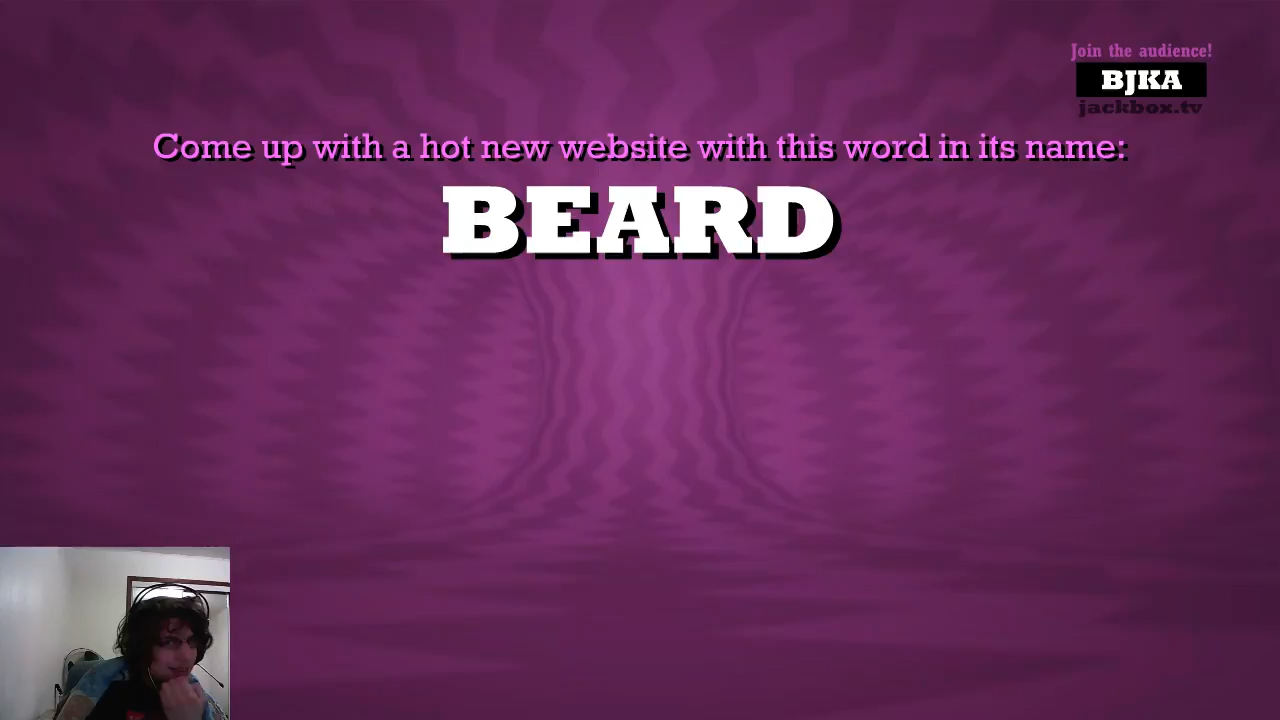 Join the audience!
BJKA
jackbox.tv
Come up with a hot new website with this word in its name:
BEARD